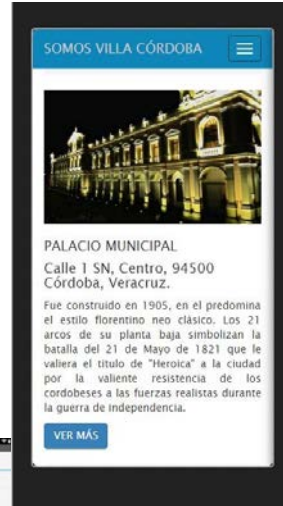 SOMOS VILLA CÓRDOBA
PALACIO MUNICIPAL
Calle 1 SN, Centro, 94500
Córdoba, Veracruz.
Fue construido en 1905, en el predomina
el estilo florentino neo clásico. Los 21
arcos de su planta baja simbolizan la
batalla del 21 de Mayo de 1821 que le
valiera el titulo de "Heroica" a la ciudad
por la valiente resistencia de los
cordobeses a las fuerzas realistas durante
la guerra de independencia.
VER MÁS